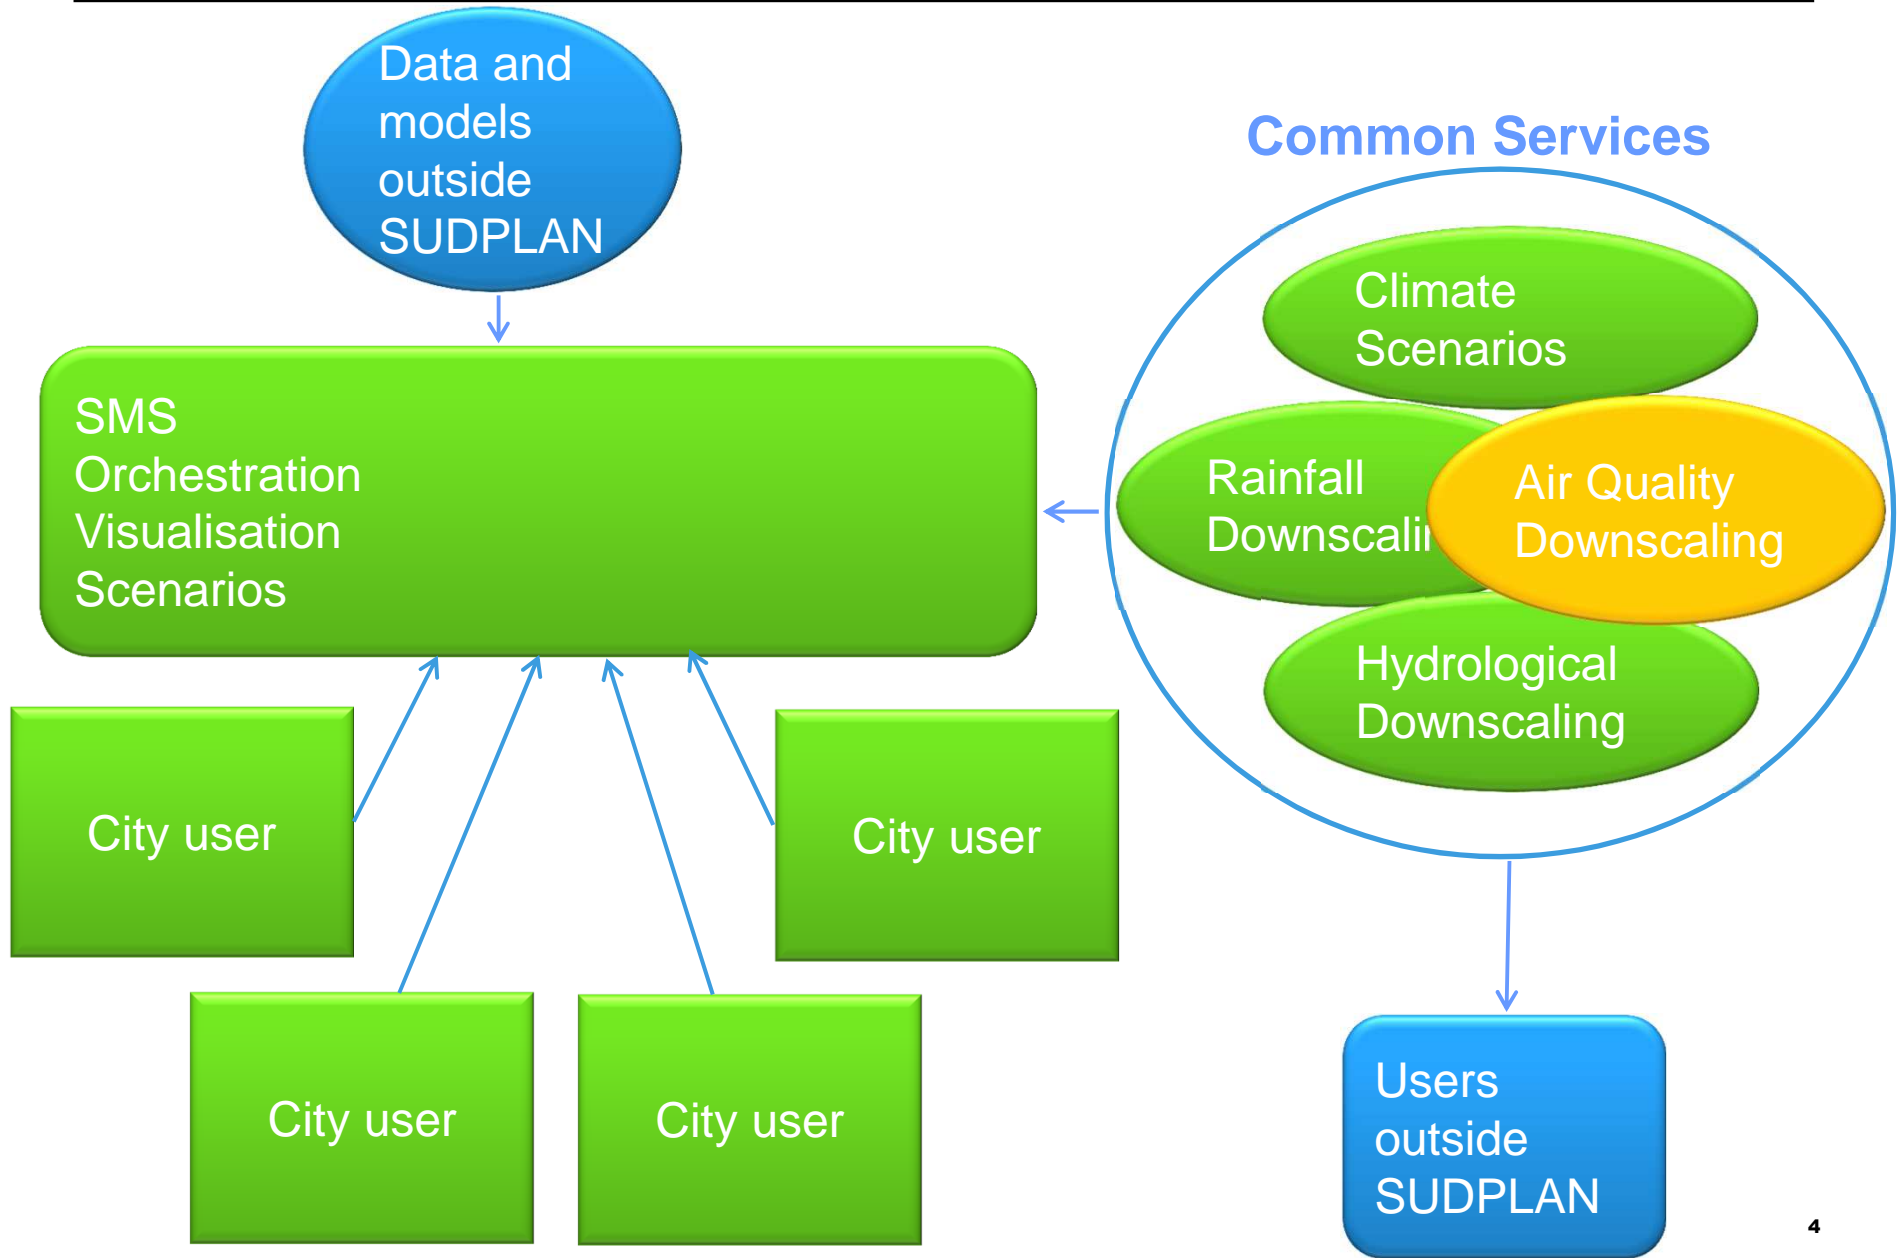 Data and
models
outside
SUDPLAN
Common Services
Climate
Scenarios
SMS
Orchestration
Visualisation
Scenarios
Rainfall
Downscalin
Air Quality
Downscaling
Hydrological
Downscaling
City user
City user
City user
City user
Users
outside
SUDPLAN
4